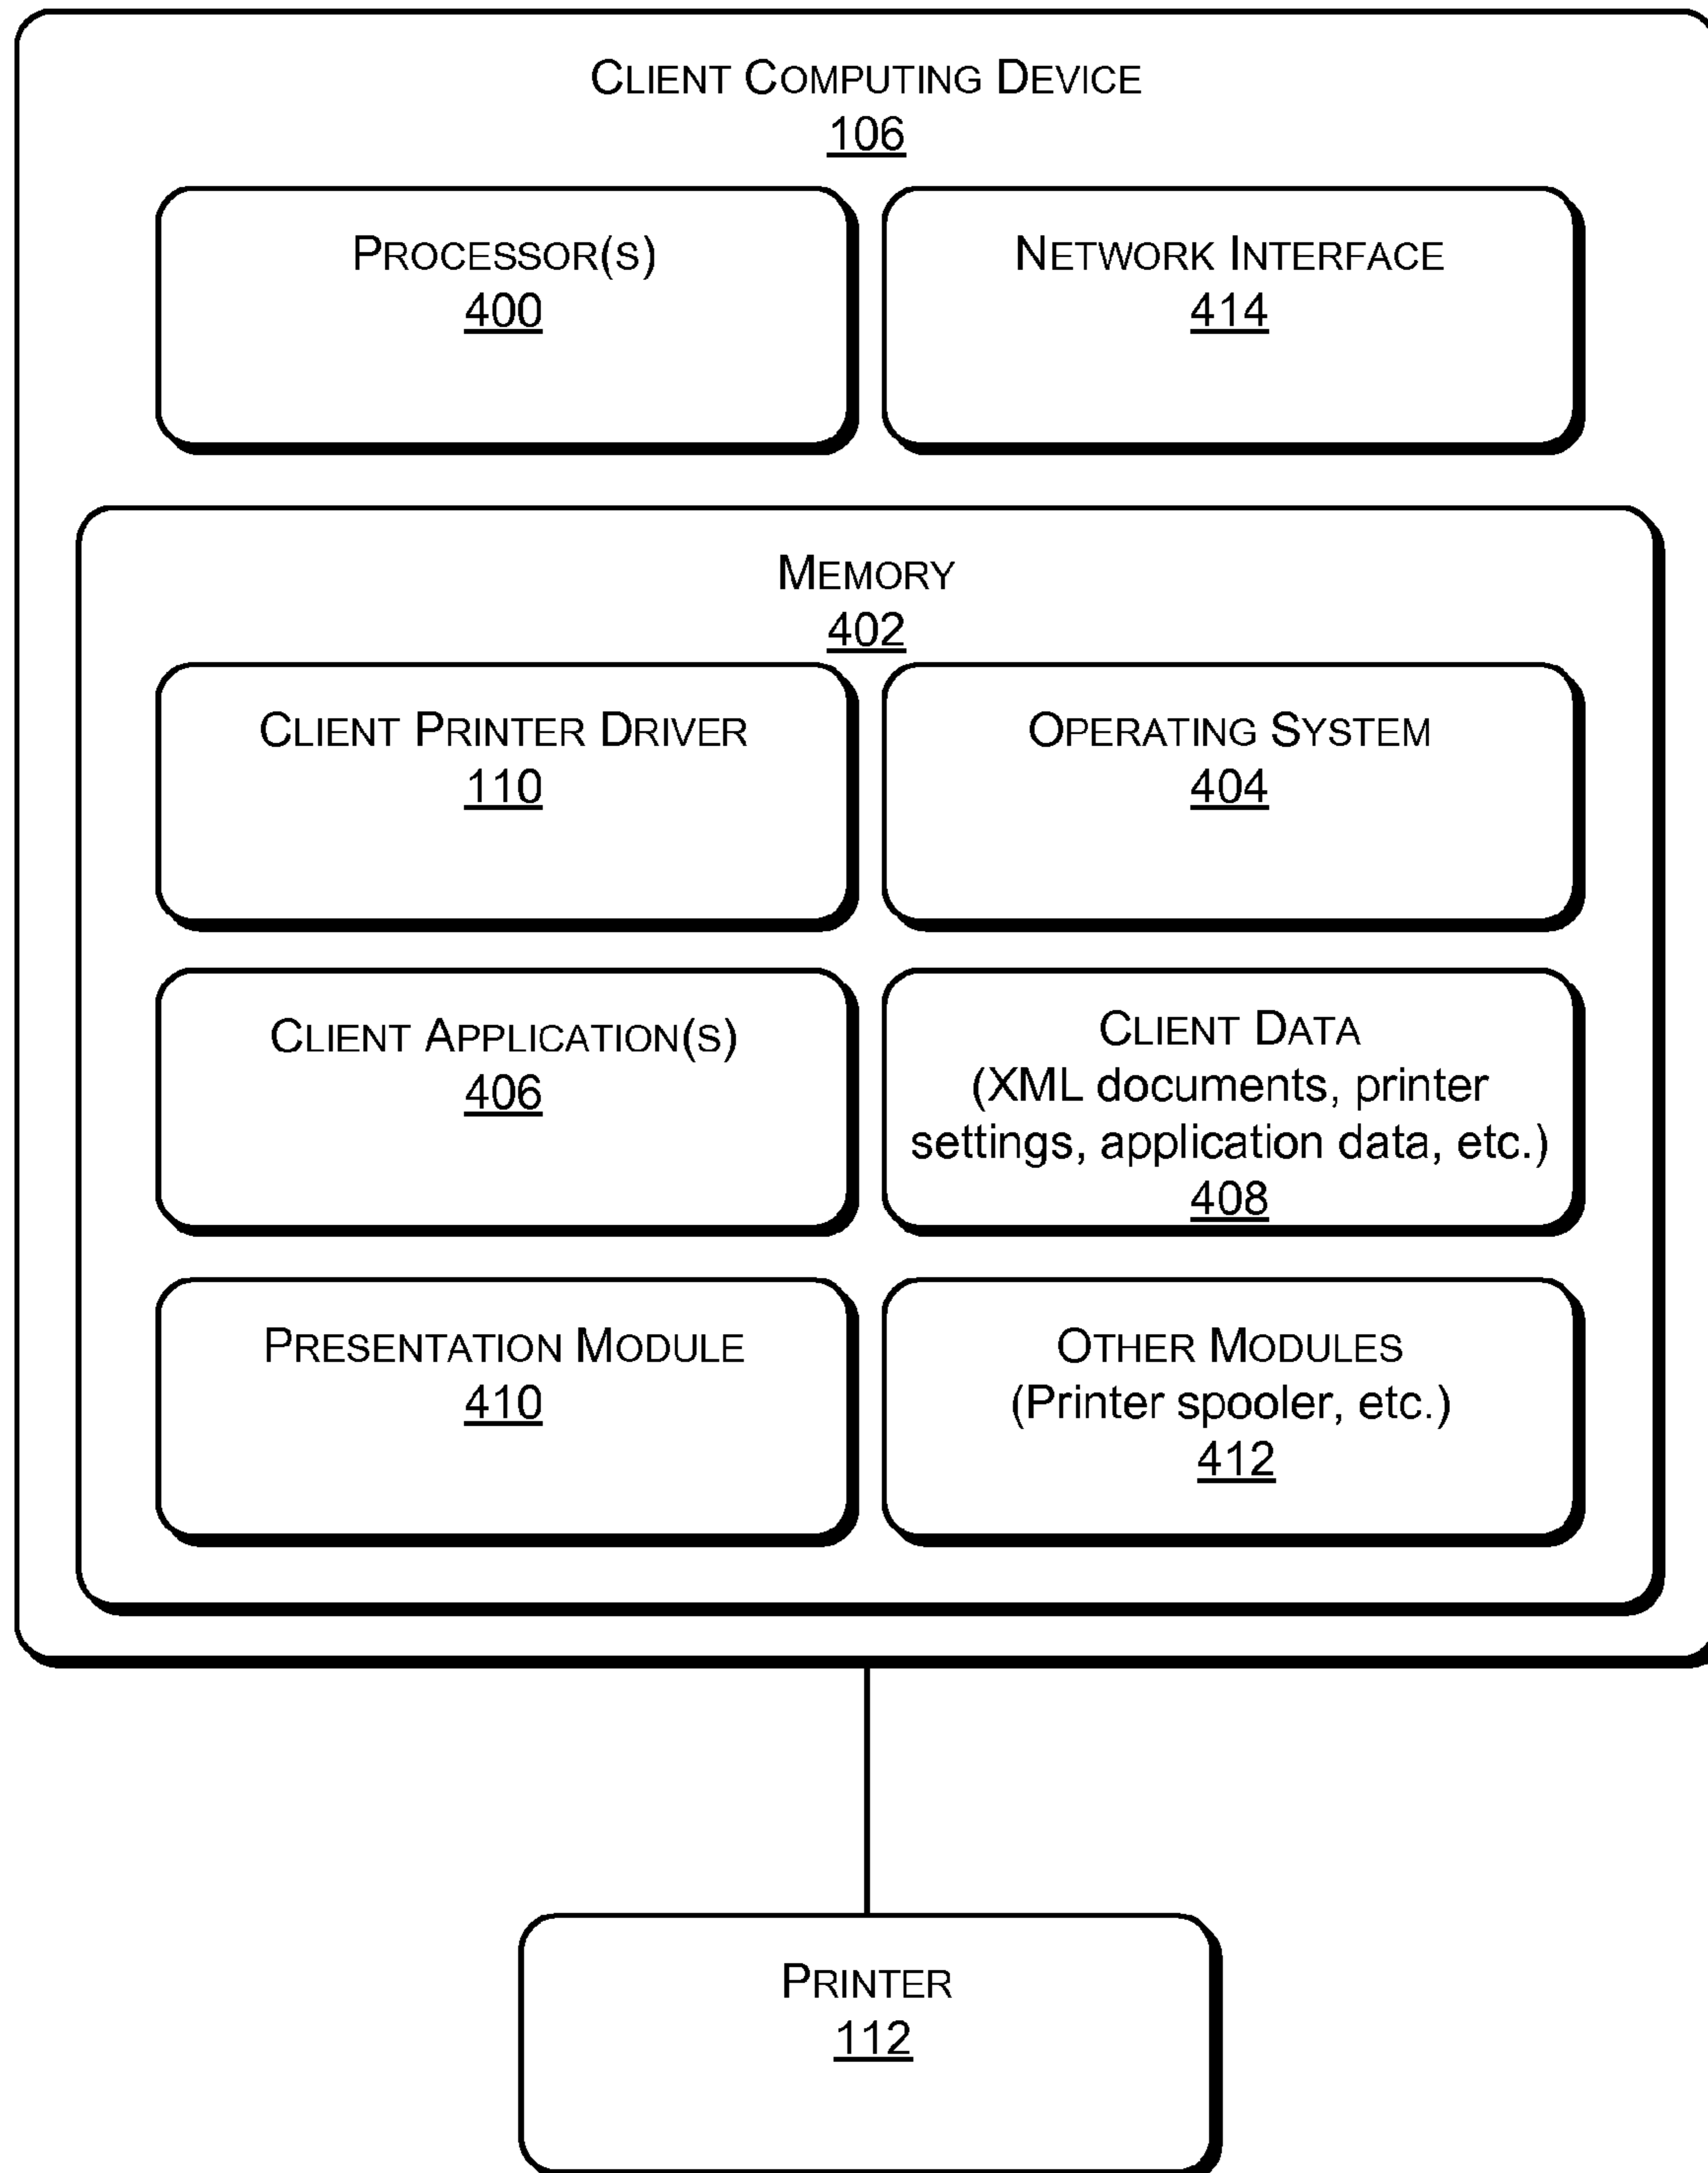 CLIENT COMPUTING DEVICE
106
PROCESSOR(S)
400
NETWORK INTERFACE
414
MEMORY
402
CLIENT PRINTER DRIVER
110
OPERATING SYSTEM
404
CLIENT APPLICATION(S)
406
CLIENT DATA
(XML documents, printer
settings, application data, etc.)
408
PRESENTATION MODULE
410
OTHER MODULES
(Printer spooler, etc.)
412
PRINTER
112